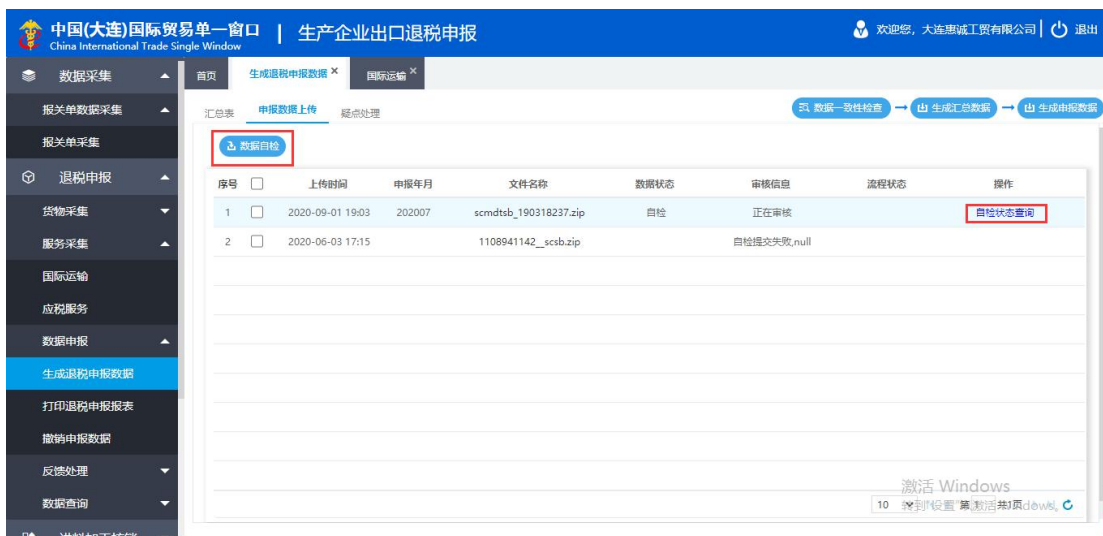 中国(大连)国际贸易单一窗口 | 生产企业出口退税申报
China International Trade Single Window
欢迎您，大连惠诚工贸有限公司 退出
数据采集
报关单数据采集
报关单采集
退税申报
货物采集
服务采集
国际运输
应税服务
数据申报
生成退税申报数据
打印退税申报报表
撤销申报数据
反馈处理
数据查询
首页 生成退税申报数据 × 国际运输 ×
汇总表 申报数据上传 疑点处理 数据一致性检查 → 生成汇总数据 → 生成申报数据
数据自检
序号 上传时间 申报年月 文件名称 数据状态 审核信息 流程状态 操作
1 2020-09-01 19:03 202007 scmdtsb_190318237.zip 自检 正在审核 自检状态查询
2 2020-06-03 17:15 1108941142_scsb.zip 自检提交失败,null
激活 Windows
10 第 共1页